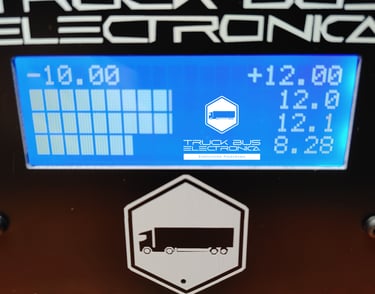 TRUCK BUS
ELECTRONICA
-10.00 +12.00
12.0
12.1
TRUCK BUS
ELECTRONICA
8.28